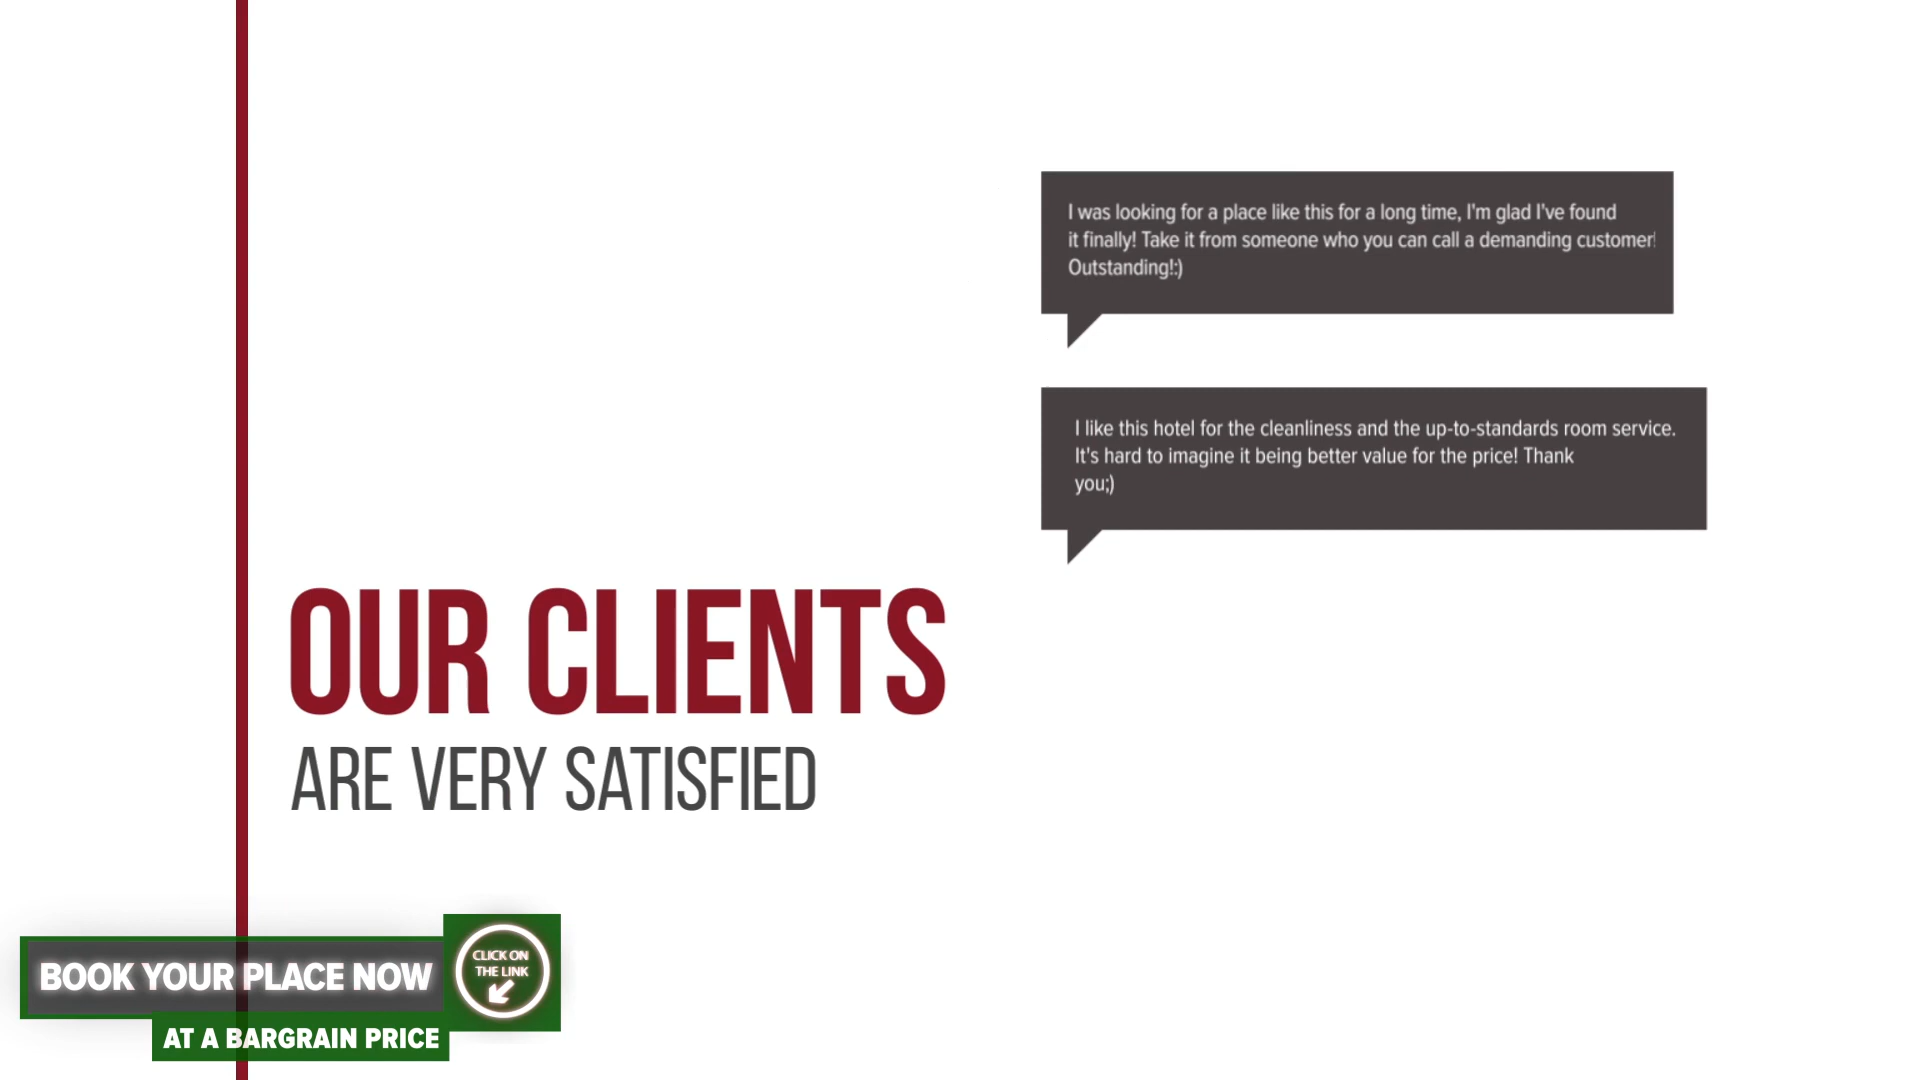 I was looking for a place like this for a long time, I'm glad I've found
it finally! Take it from someone who you can call a demanding customer!
Outstanding!:)
I like this hotel for the cleanliness and the up-to-standards room service.
It's hard to imagine it being better value for the price! Thank
you;)
OUR CLIENTS
ARE VERY SATISFIED
BOOK YOUR PLACE NOW
CLICK ON
THE LINK
AT A BARGRAIN PRICE